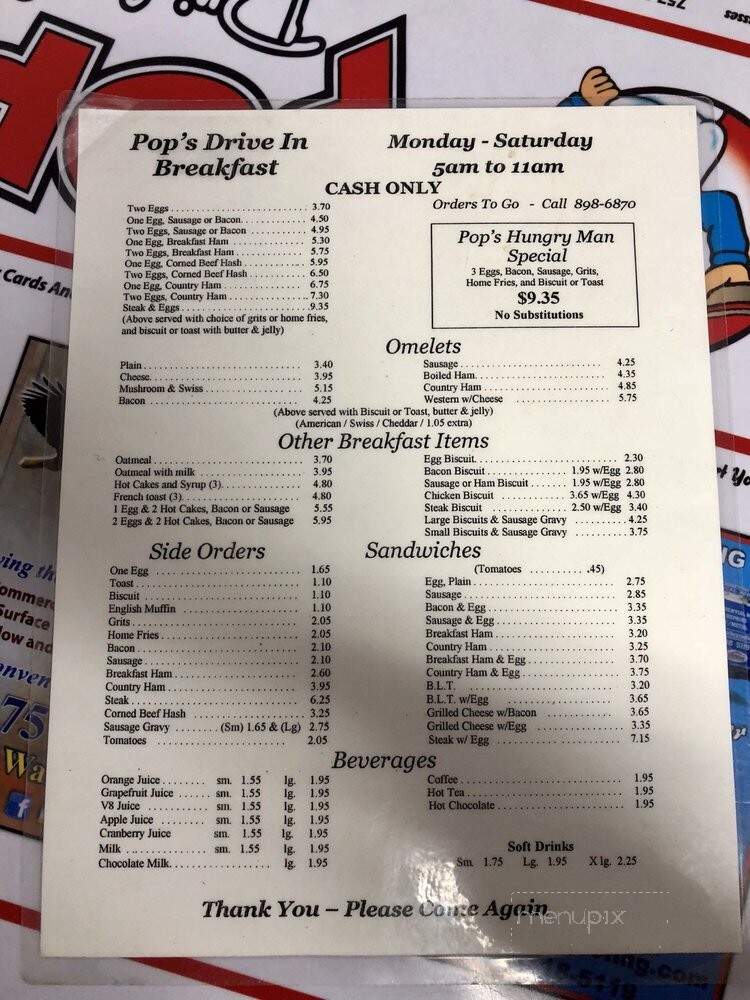 Pop's Drive In
Breakfast
Monday - Saturday
5am to 11am
CASH ONLY
Orders To Go - Call 898-6870
Two Eggs 3.70
One Egg, Sausage or Bacon 4.50
Two Eggs, Sausage or Bacon 4.95
One Egg, Breakfast Ham 5.30
Two Eggs, Breakfast Ham 5.75
One Egg, Corned Beef Hash 5.95
Two Eggs, Corned Beef Hash 6.50
One Egg, Country Ham 6.75
Two Eggs, Country Ham 7.30
Steak & Eggs 9.35
(Above served with choice of grits or home fries,
and biscuit or toast with butter & jelly)
Pop's Hungry Man
Special
3 Eggs, Bacon, Sausage, Grits,
Home Fries, and Biscuit or Toast
$9.35
No Substitutions
Omelets
Plain 3.40
Cheese 3.95
Mushroom & Swiss 5.15
Bacon 4.25
Sausage 4.25
Boiled Ham 4.35
Country Ham 4.85
Western w/Cheese 5.75
(Above served with Biscuit or Toast, butter & jelly)
(American / Swiss / Cheddar / 1.05 extra)
Other Breakfast Items
Oatmeal 3.70
Oatmeal with milk 3.95
Hot Cakes and Syrup (3) 4.80
French toast (3) 4.80
1 Egg & 2 Hot Cakes, Bacon or Sausage 5.55
2 Eggs & 2 Hot Cakes, Bacon or Sausage 5.95
Egg Biscuit 2.30
Bacon Biscuit 1.95 w/Egg 2.80
Sausage or Ham Biscuit 1.95 w/Egg 2.80
Chicken Biscuit 3.65 w/Egg 4.30
Steak Biscuit 2.50 w/Egg 3.40
Large Biscuits & Sausage Gravy 4.25
Small Biscuits & Sausage Gravy 3.75
Side Orders
One Egg 1.65
Toast 1.10
Biscuit 1.10
English Muffin 1.10
Grits 2.05
Home Fries 2.05
Bacon 2.10
Sausage 2.10
Breakfast Ham 2.60
Country Ham 3.95
Steak 6.25
Corned Beef Hash 3.25
Sausage Gravy (Sm) 1.65 & (Lg) 2.75
Tomatoes 2.05
Sandwiches
(Tomatoes .45)
Egg, Plain 2.75
Sausage 2.85
Bacon & Egg 3.35
Sausage & Egg 3.35
Breakfast Ham 3.20
Country Ham 3.25
Breakfast Ham & Egg 3.70
Country Ham & Egg 3.75
B.L.T. 3.20
B.L.T. w/Egg 3.65
Grilled Cheese w/Bacon 3.65
Grilled Cheese w/Egg 3.35
Steak w/ Egg 7.15
Beverages
Orange Juice sm. 1.55 lg. 1.95
Grapefruit Juice sm. 1.55 lg. 1.95
V8 Juice sm. 1.55 lg. 1.95
Apple Juice sm. 1.55 lg. 1.95
Cranberry Juice sm. 1.55 lg. 1.95
Milk sm. 1.55 lg. 1.95
Chocolate Milk lg. 1.95
Coffee 1.95
Hot Tea 1.95
Hot Chocolate 1.95
Soft Drinks
Sm 1.75 Lg. 1.95 X lg. 2.25
Thank You – Please Come Again
menupix